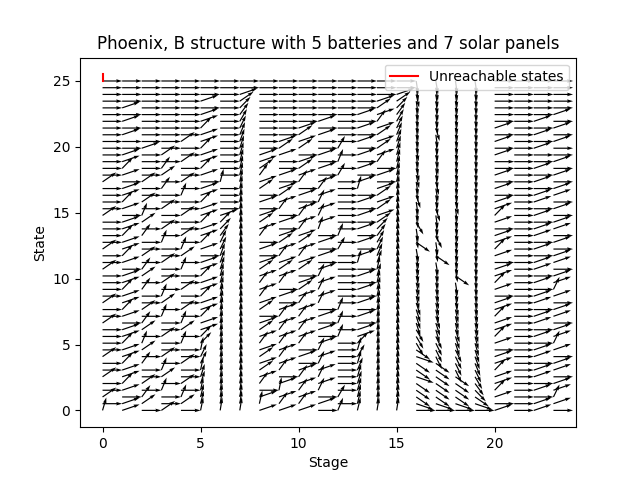 Phoenix, B structure with 5 batteries and 7 solar panels
Unreachable states
25
20
15
10
5
0
State
0 5 10 15 20
Stage